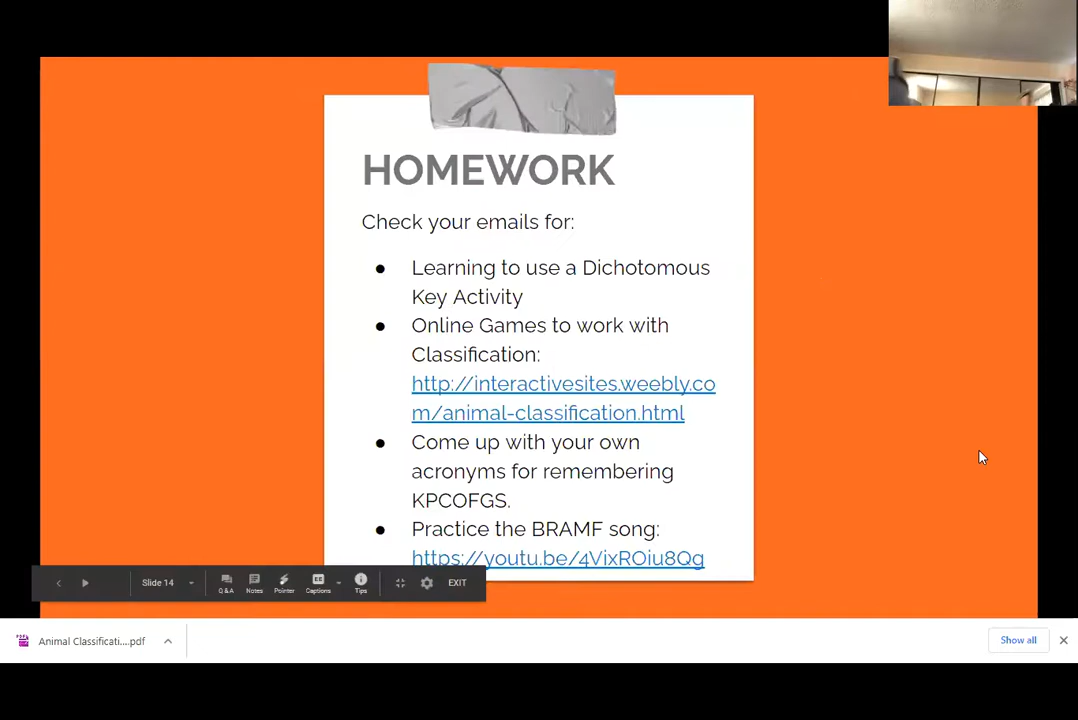 HOMEWORK
Check your emails for:
● Learning to use a Dichotomous
Key Activity
● Online Games to work with
Classification:
http://interactivesites.weebly.co
m/animal-classification.html
● Come up with your own
acronyms for remembering
KPCOFGS.
● Practice the BRAMF song:
https://youtu.be/4VixROiu8Qg
Slide 14
Q&A
Notes
Pointer
CC
Captions
Tips
EXIT
Animal Classificati....pdf
Show all